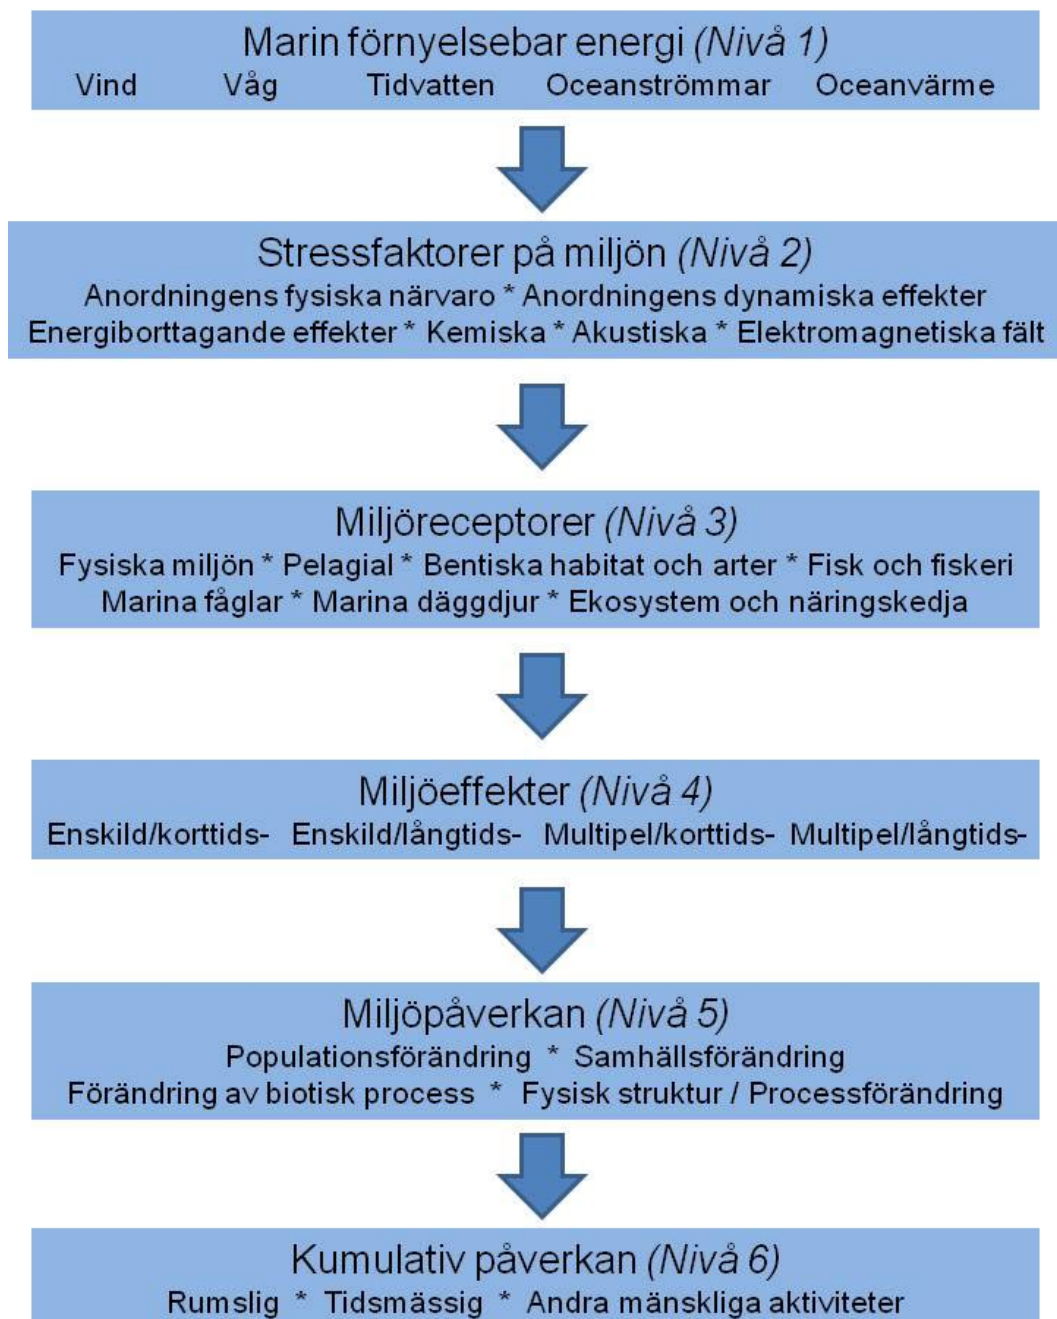 Marin förnyelsebar energi (Nivå 1)
Vind Våg Tidvatten Oceanströmmar Oceanvärme
Stressfaktorer på miljön (Nivå 2)
Anordningens fysiska närvaro * Anordningens dynamiska effekter
Energiborttagande effekter * Kemiska * Akustiska * Elektromagnetiska fält
Miljöreceptorer (Nivå 3)
Fysiska miljön * Pelagial * Bentiska habitat och arter * Fisk och fiskeri
Marina fåglar * Marina däggdjur * Ekosystem och näringskedja
Miljöeffekter (Nivå 4)
Enskild/korttids- Enskild/långtids- Multipel/korttids- Multipel/långtids-
Miljöpåverkan (Nivå 5)
Populationsförändring * Samhällsförändring
Förändring av biotisk process * Fysisk struktur / Processförändring
Kumulativ påverkan (Nivå 6)
Rumslig * Tidsmässig * Andra mänskliga aktiviteter